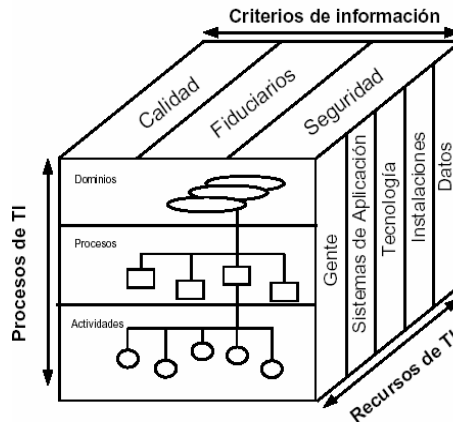 Criterios de información
Calidad
Fiduciarios
Seguridad
Procesos de TI
Dominios
Procesos
Actividades
Gente
Sistemas de Aplicación
Tecnología
Instalaciones
Datos
Recursos de TI